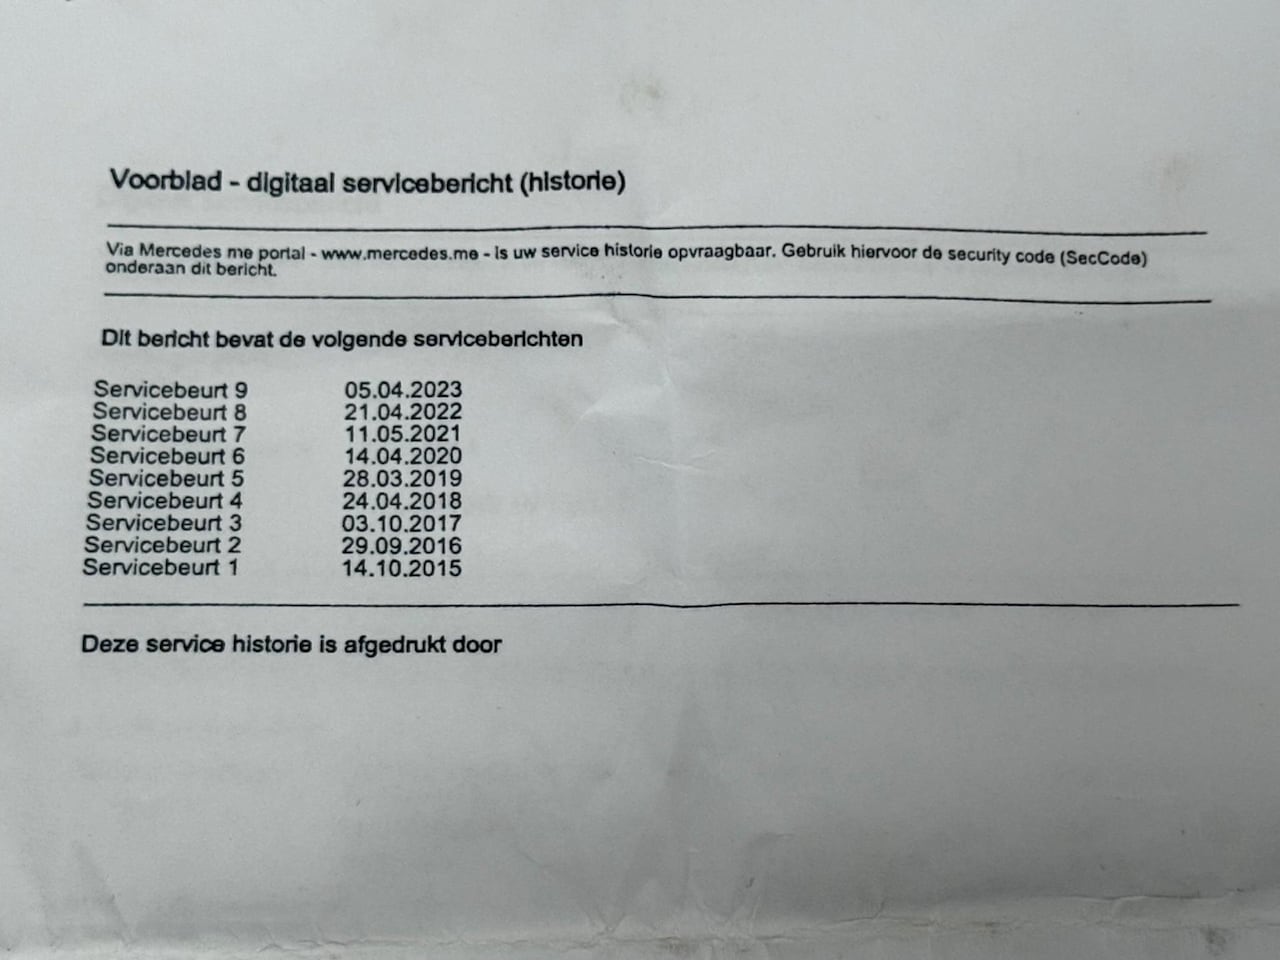 Voorblad - digitaal servicebericht (historie)
Via Mercedes me portal - www.mercedes.me - is uw service historie opvraagbaar. Gebruik hiervoor de security code (SecCode)
onderaan dit bericht.
Dit bericht bevat de volgende serviceberichten
Servicebeurt 9 05.04.2023
Servicebeurt 8 21.04.2022
Servicebeurt 7 11.05.2021
Servicebeurt 6 14.04.2020
Servicebeurt 5 28.03.2019
Servicebeurt 4 24.04.2018
Servicebeurt 3 03.10.2017
Servicebeurt 2 29.09.2016
Servicebeurt 1 14.10.2015
Deze service historie is afgedrukt door